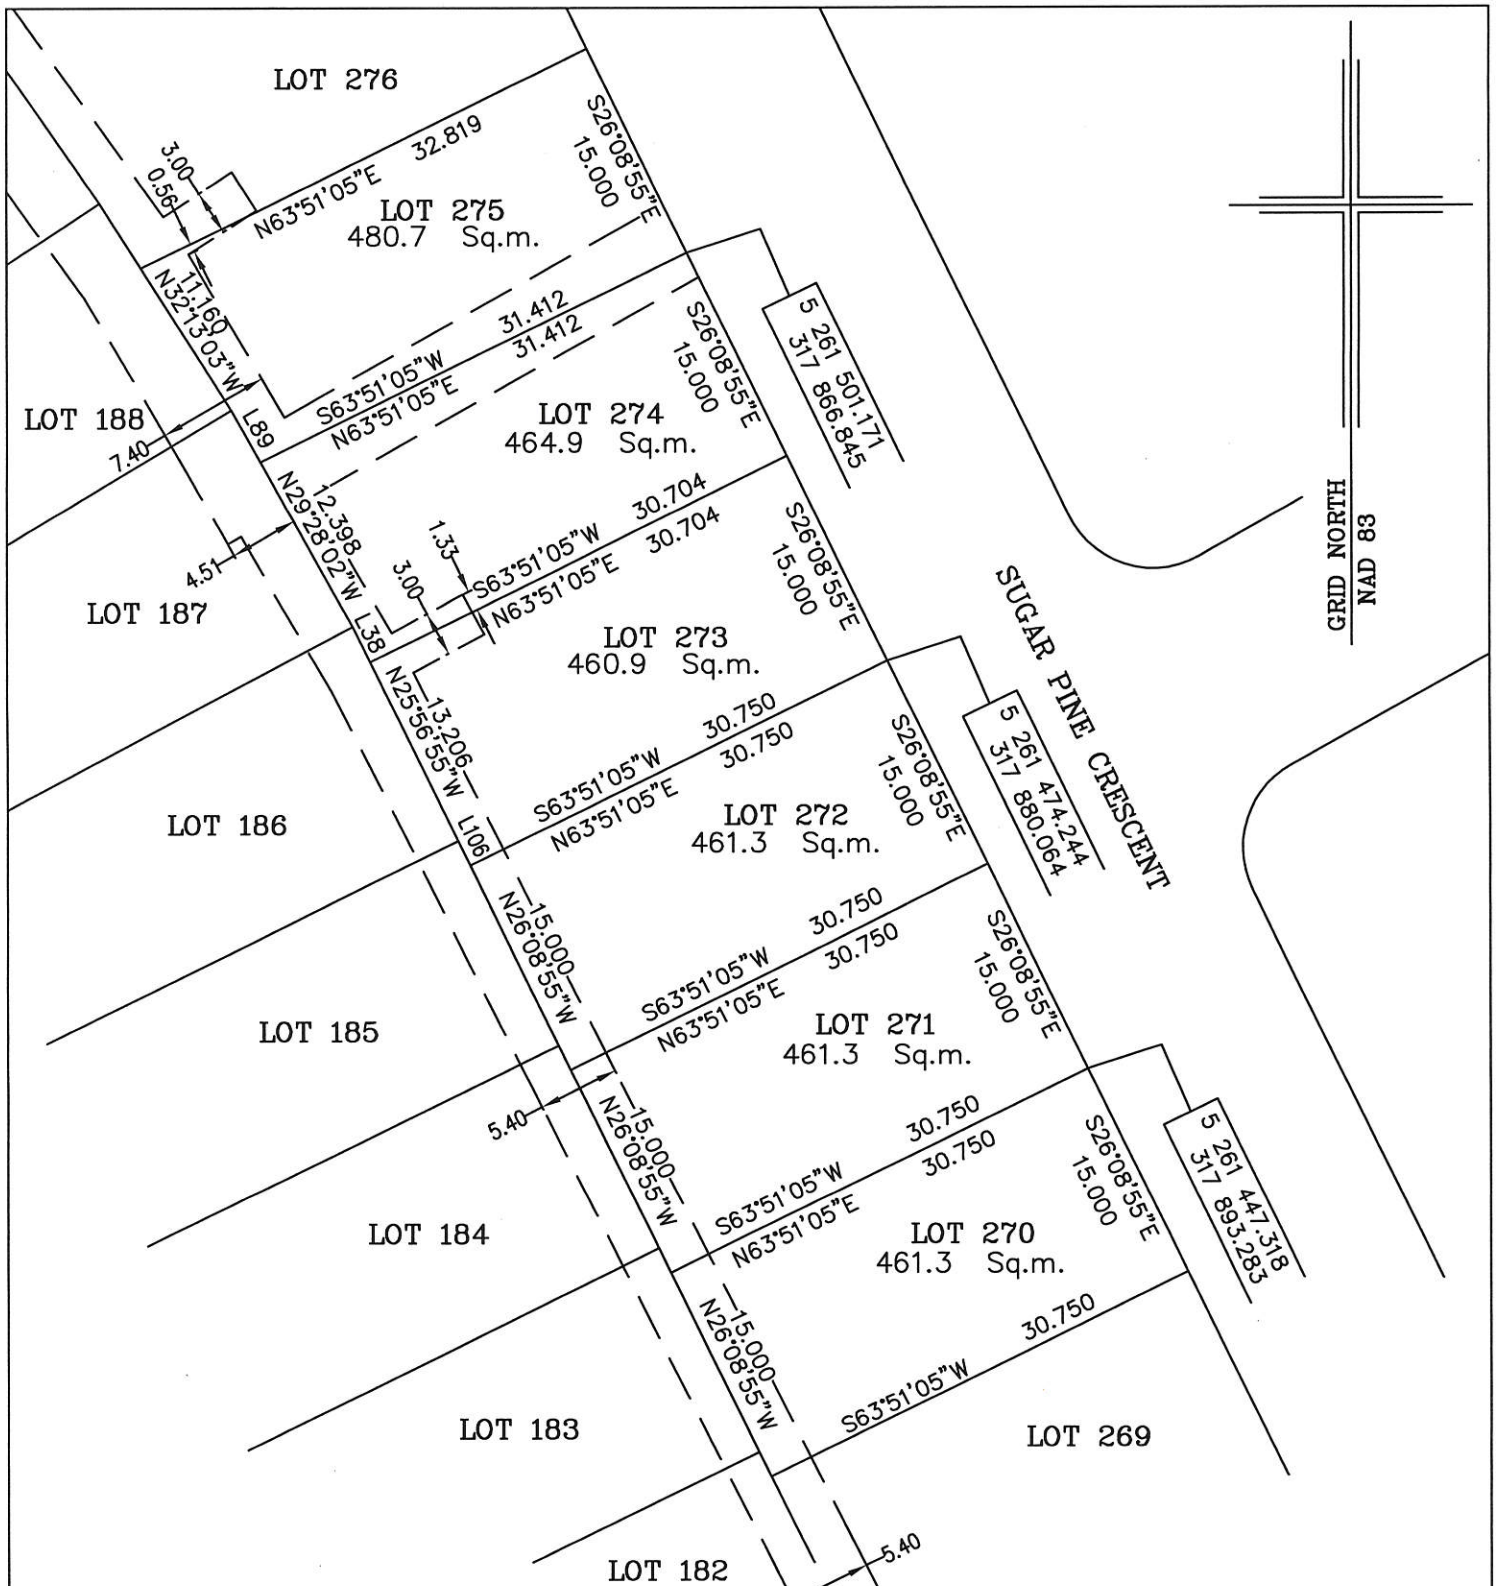 LOT 276
3.00
0.56
N63°51'05"E 32.819
S26°08'55"E
15.000
LOT 275
480.7 Sq.m.
N32°13'03"W
11.160
L89
S63°51'05"W 31.412
N63°51'05"E 31.412
5 261 501.171
317 866.845
S26°08'55"E
15.000
LOT 274
464.9 Sq.m.
LOT 188
7.40
N29°28'02"W
12.398
L38
4.51
1.33
3.00
S63°51'05"W 30.704
N63°51'05"E 30.704
S26°08'55"E
15.000
GRID NORTH
NAD 83
LOT 187
LOT 273
460.9 Sq.m.
SUGAR PINE CRESCENT
N25°56'55"W
13.206
L106
S63°51'05"W 30.750
N63°51'05"E 30.750
5 261 474.244
317 880.064
S26°08'55"E
15.000
LOT 186
LOT 272
461.3 Sq.m.
N26°08'55"W
15.000
S63°51'05"W 30.750
N63°51'05"E 30.750
S26°08'55"E
15.000
LOT 185
LOT 271
461.3 Sq.m.
5.40
N26°08'55"W
15.000
S63°51'05"W 30.750
N63°51'05"E 30.750
5 261 447.318
317 893.283
S26°08'55"E
15.000
LOT 184
LOT 270
461.3 Sq.m.
N26°08'55"W
15.000
S63°51'05"W 30.750
LOT 183
LOT 269
LOT 182
5.40